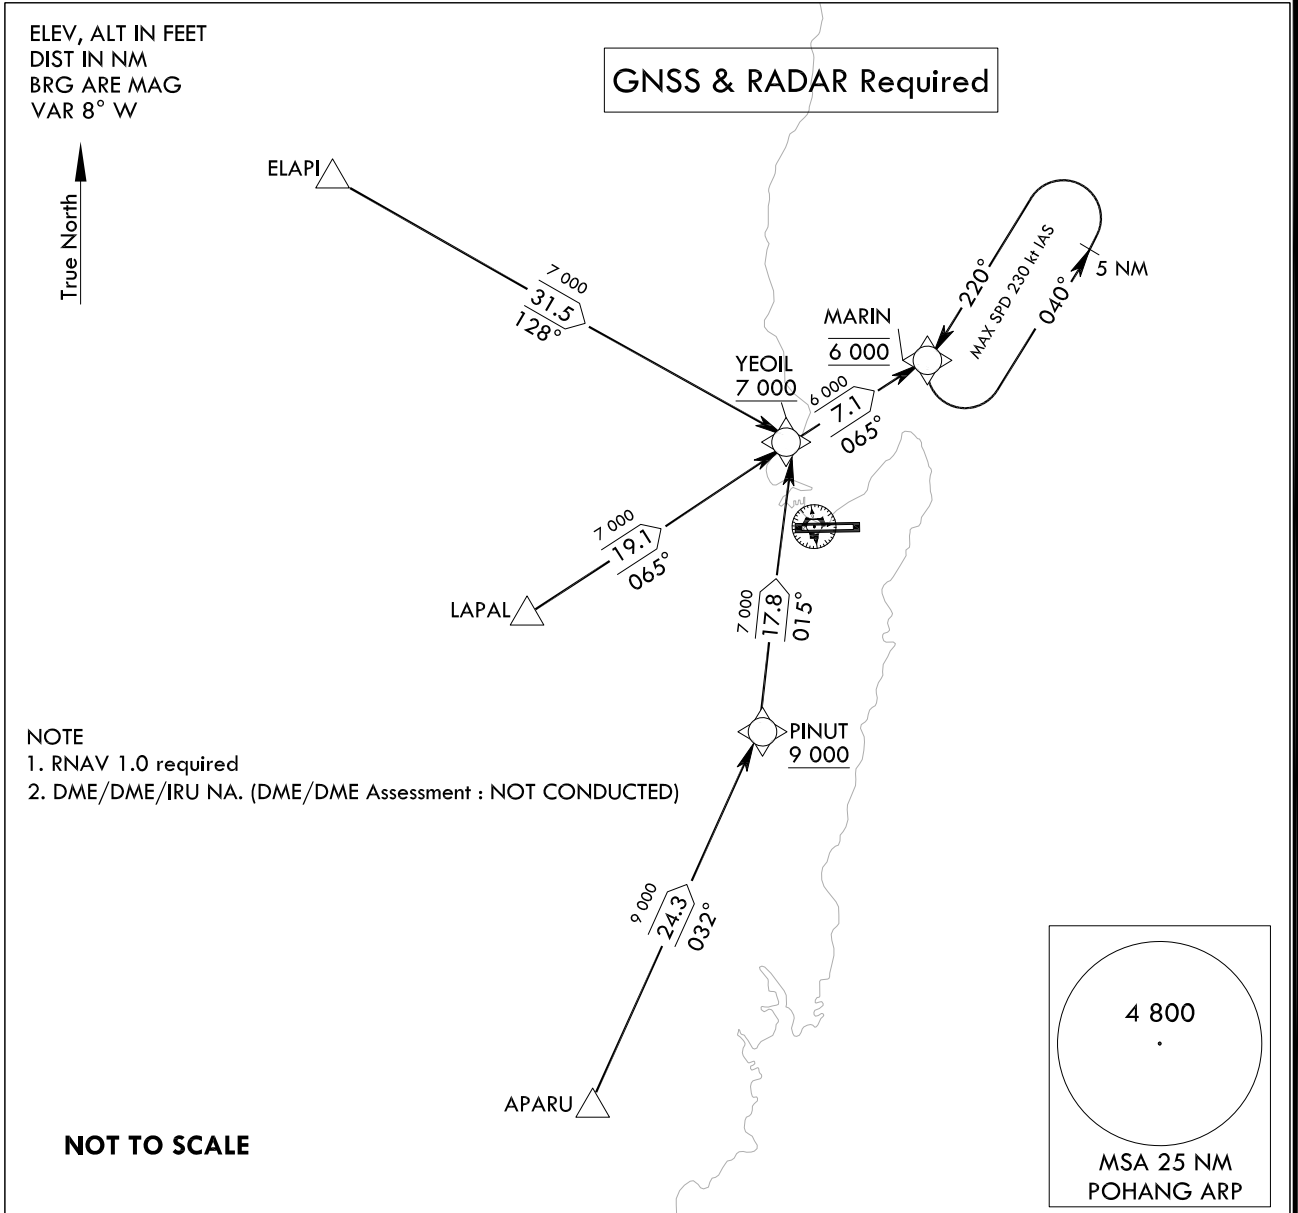 ELEV, ALT IN FEET
DIST IN NM
BRG ARE MAG
VAR 8° W
True North
GNSS & RADAR Required
ELAPI
7 000
31.5
128°
YEOIL
7 000
MARIN
6 000
6 000
7.1
065°
220°
MAX SPD 230 kt IAS
040°
5 NM
7 000
19.1
065°
LAPAL
7 000
17.8
015°
PINUT
9 000
NOTE
1. RNAV 1.0 required
2. DME/DME/IRU NA. (DME/DME Assessment : NOT CONDUCTED)
9 000
24.3
032°
APARU
NOT TO SCALE
4 800
MSA 25 NM
POHANG ARP